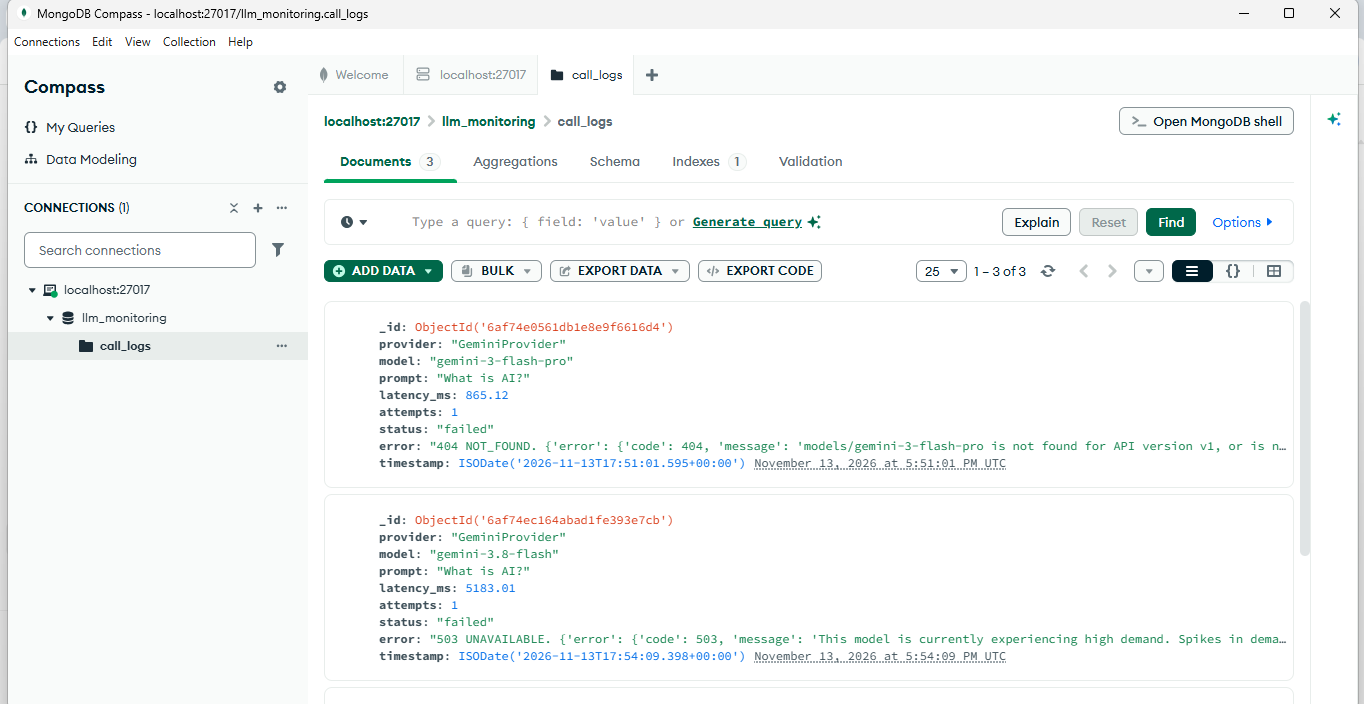 MongoDB Compass - localhost:27017/llm_monitoring.call_logs
Connections Edit View Collection Help
Compass
My Queries
Data Modeling
CONNECTIONS (1)
Search connections
localhost:27017
llm_monitoring
call_logs
Welcome localhost:27017 call_logs
localhost:27017 > llm_monitoring > call_logs
>_ Open MongoDB shell
Documents 3 Aggregations Schema Indexes 1 Validation
Type a query: { field: 'value' } or Generate query
Explain Reset Find Options
ADD DATA BULK EXPORT DATA EXPORT CODE
25 1 – 3 of 3
_id: ObjectId('6af74e0561db1e8e9f6616d4')
provider: "GeminiProvider"
model: "gemini-3-flash-pro"
prompt: "What is AI?"
latency_ms: 865.12
attempts: 1
status: "failed"
error: "404 NOT_FOUND. {'error': {'code': 404, 'message': 'models/gemini-3-flash-pro is not found for API version v1, or is n…
timestamp: ISODate('2026-11-13T17:51:01.595+00:00') November 13, 2026 at 5:51:01 PM UTC
_id: ObjectId('6af74ec164abad1fe393e7cb')
provider: "GeminiProvider"
model: "gemini-3.8-flash"
prompt: "What is AI?"
latency_ms: 5183.01
attempts: 1
status: "failed"
error: "503 UNAVAILABLE. {'error': {'code': 503, 'message': 'This model is currently experiencing high demand. Spikes in dema…
timestamp: ISODate('2026-11-13T17:54:09.398+00:00') November 13, 2026 at 5:54:09 PM UTC